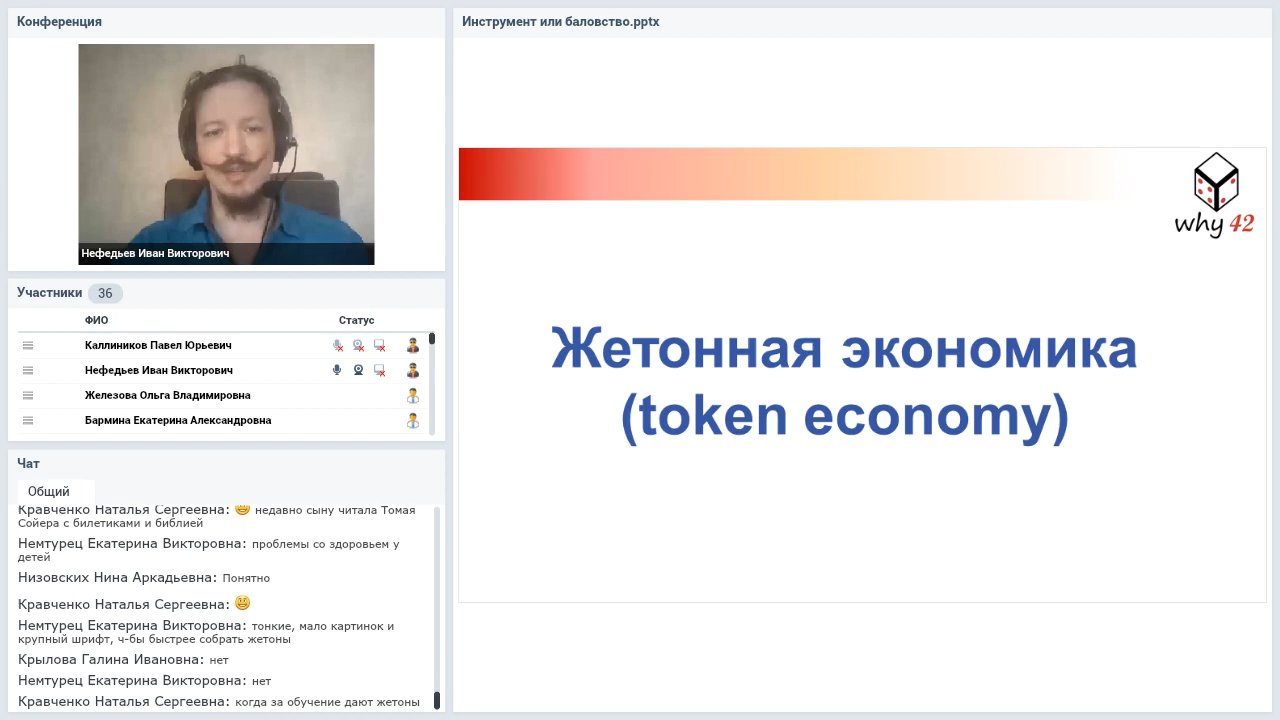 Конференция
Нефедьев Иван Викторович
Участники 36
ФИО Статус
Каллиников Павел Юрьевич
Нефедьев Иван Викторович
Железова Ольга Владимировна
Бармина Екатерина Александровна
Чат
Общий
Кравченко Наталья Сергеевна: недавно сыну читала Томая
Сойера с билетиками и библией
Немтурец Екатерина Викторовна: проблемы со здоровьем у
детей
Низовских Нина Аркадьевна: Понятно
Кравченко Наталья Сергеевна:
Немтурец Екатерина Викторовна: тонкие, мало картинок и
крупный шрифт, ч-бы быстрее собрать жетоны
Крылова Галина Ивановна: нет
Немтурец Екатерина Викторовна: нет
Кравченко Наталья Сергеевна: когда за обучение дают жетоны
Инструмент или баловство.pptx
why 42
Жетонная экономика
(token economy)